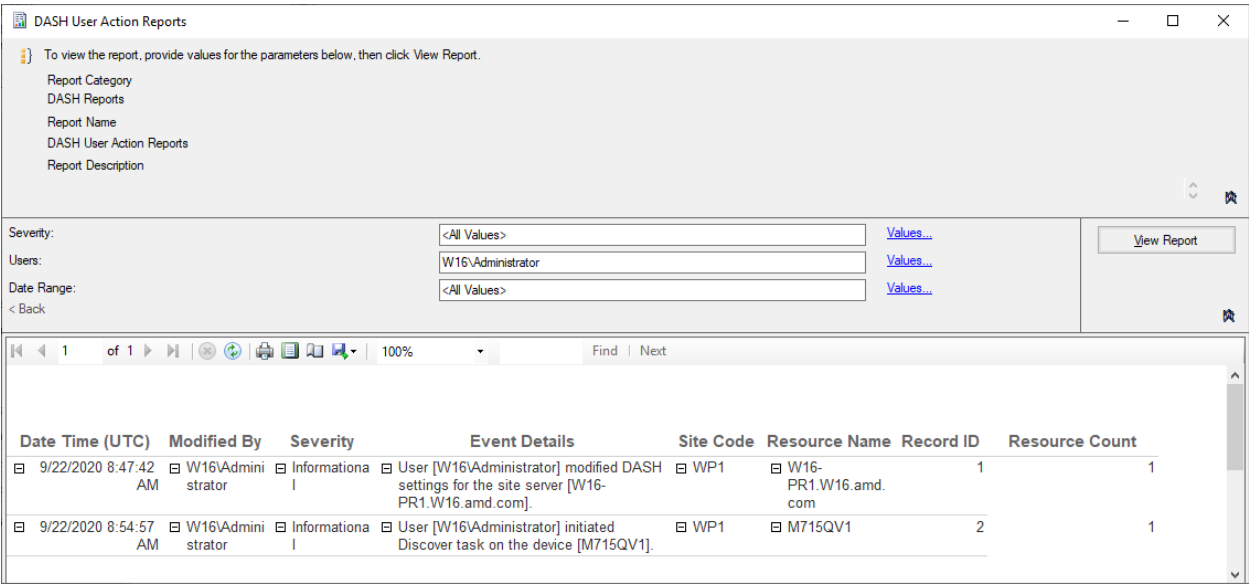 DASH User Action Reports
To view the report, provide values for the parameters below, then click View Report.
Report Category
DASH Reports
Report Name
DASH User Action Reports
Report Description
Severity:
<All Values>
Values...
View Report
Users:
W16\Administrator
Values...
Date Range:
<All Values>
Values...
< Back
1 of 1
100%
Find | Next
Date Time (UTC) Modified By Severity Event Details Site Code Resource Name Record ID Resource Count
9/22/2020 8:47:42 W16\Admini Informationa User [W16\Administrator] modified DASH WP1 W16- 1 1
AM strator l settings for the site server [W16- PR1.W16.amd.
PR1.W16.amd.com]. com
9/22/2020 8:54:57 W16\Admini Informationa User [W16\Administrator] initiated WP1 M715QV1 2 1
AM strator l Discover task on the device [M715QV1].